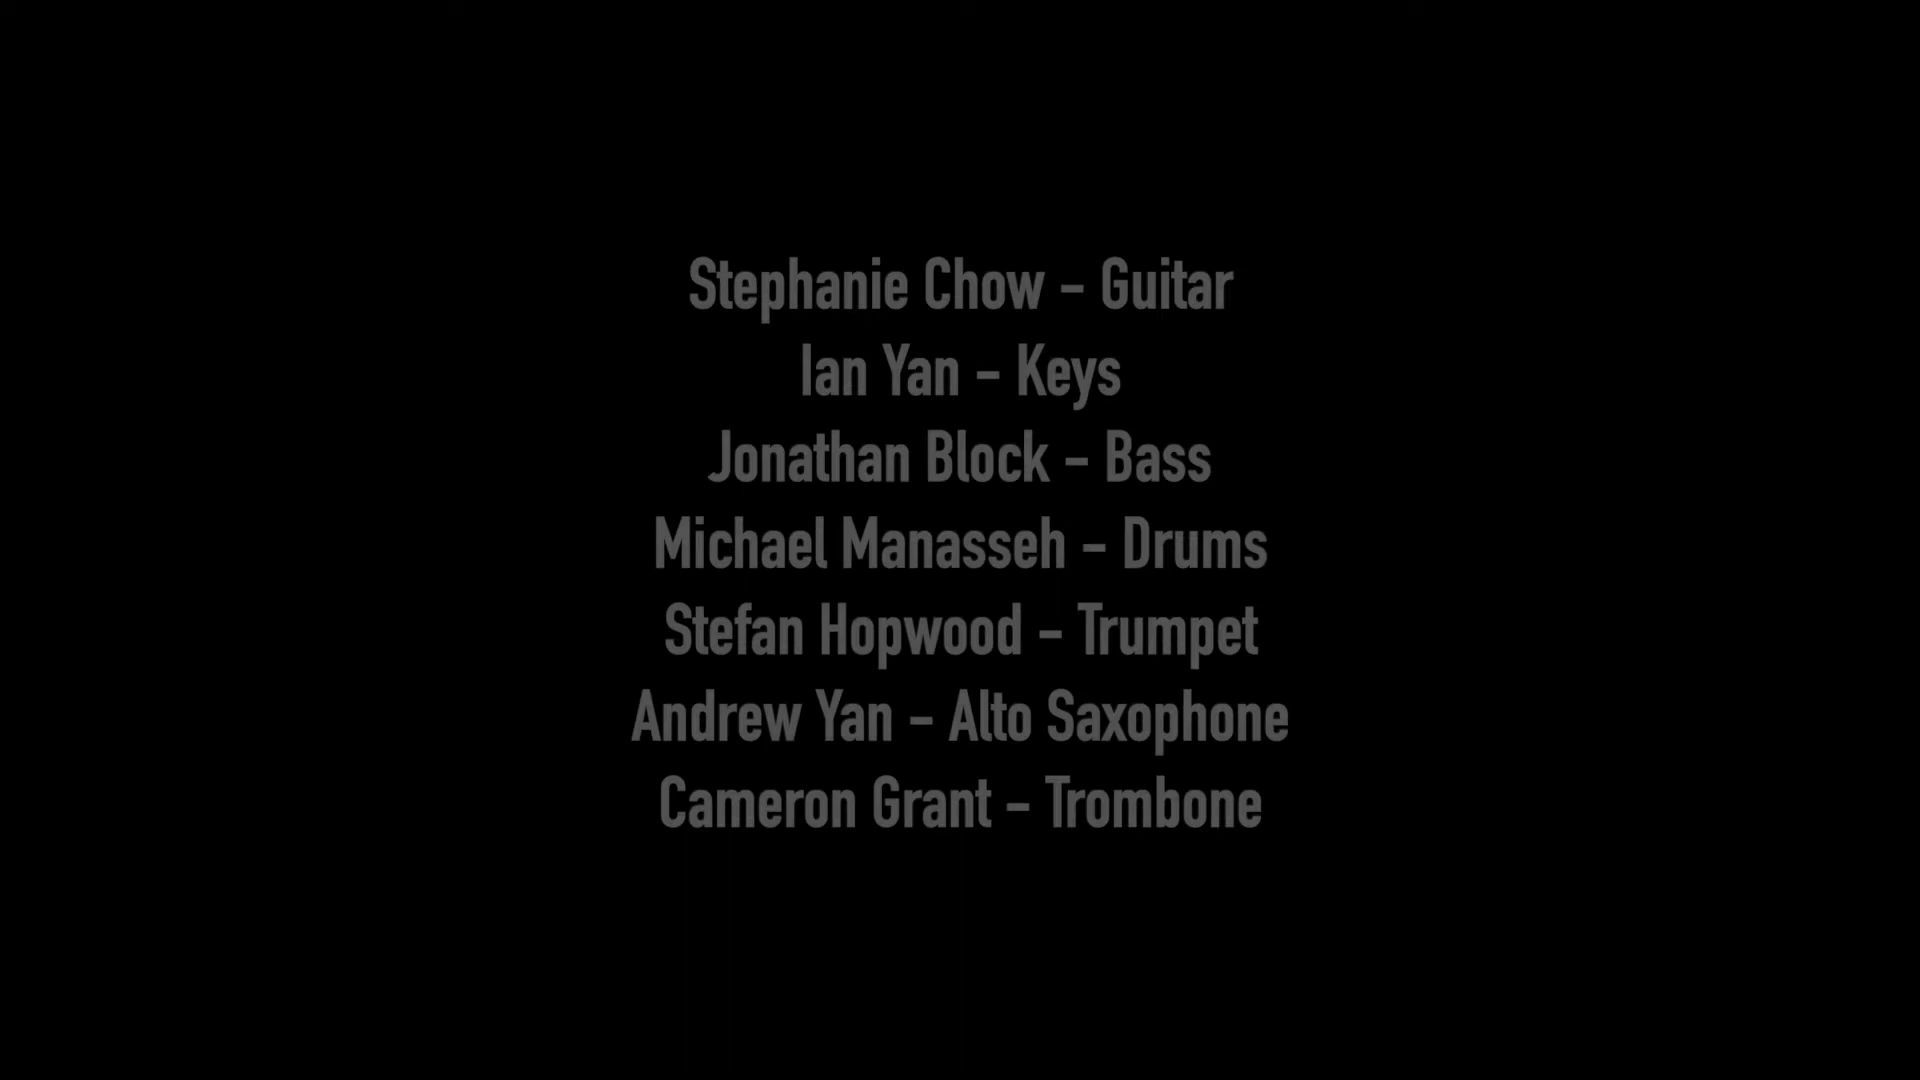 Stephanie Chow - Guitar
Ian Yan - Keys
Jonathan Block - Bass
Michael Manasseh - Drums
Stefan Hopwood - Trumpet
Andrew Yan - Alto Saxophone
Cameron Grant - Trombone